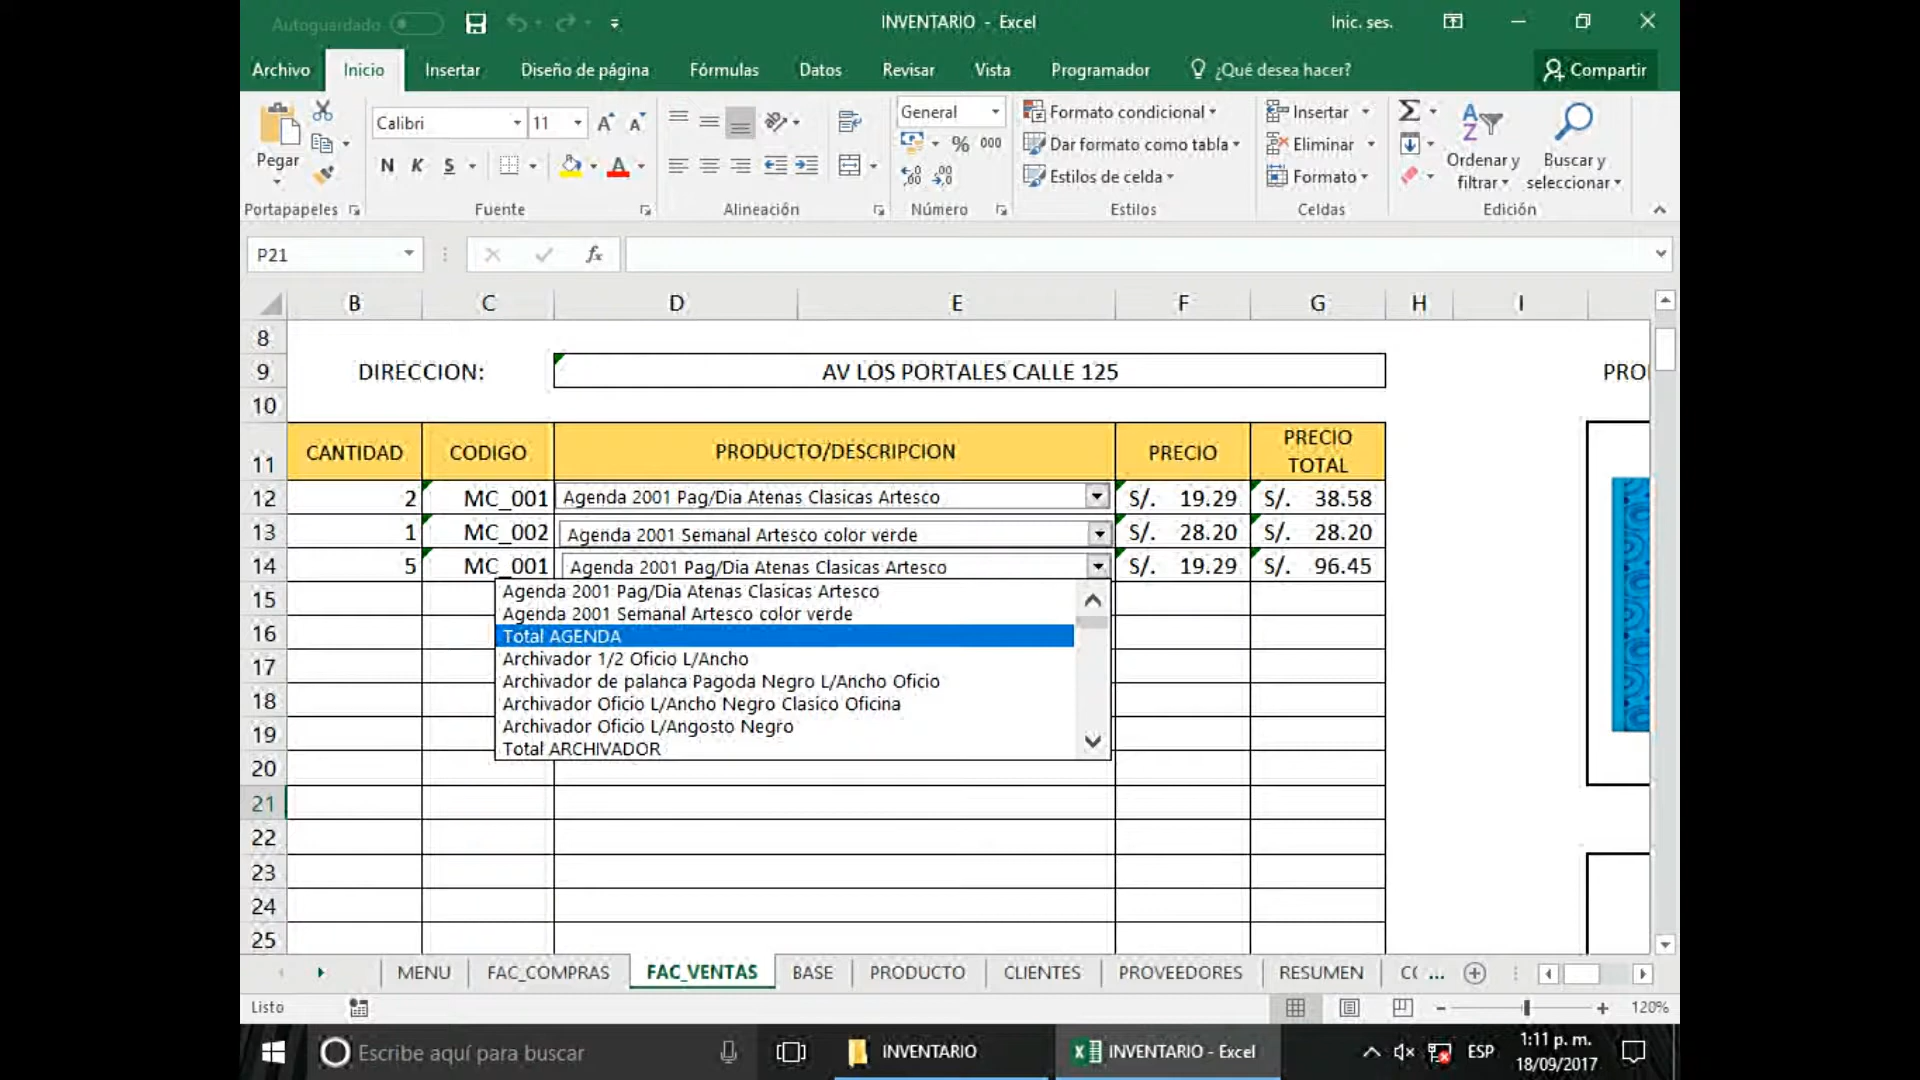 Autoguardado
INVENTARIO - Excel
Inic. ses.
Archivo Inicio Insertar Diseño de página Fórmulas Datos Revisar Vista Programador ¿Qué desea hacer? Compartir
Pegar
Portapapeles
Calibri 11
N K S
Fuente
Alineación
General
% 000
Número
Formato condicional
Dar formato como tabla
Estilos de celda
Estilos
Insertar
Eliminar
Formato
Celdas
Ordenar y filtrar
Buscar y seleccionar
Edición
P21 fx
B C D E F G H I
8
9 DIRECCION: AV LOS PORTALES CALLE 125 PRO
10
11 CANTIDAD CODIGO PRODUCTO/DESCRIPCION PRECIO PRECIO TOTAL
12 2 MC_001 Agenda 2001 Pag/Dia Atenas Clasicas Artesco S/. 19.29 S/. 38.58
13 1 MC_002 Agenda 2001 Semanal Artesco color verde S/. 28.20 S/. 28.20
14 5 MC_001 Agenda 2001 Pag/Dia Atenas Clasicas Artesco S/. 19.29 S/. 96.45
15 Agenda 2001 Pag/Dia Atenas Clasicas Artesco
Agenda 2001 Semanal Artesco color verde
16 Total AGENDA
Archivador 1/2 Oficio L/Ancho
17 Archivador de palanca Pagoda Negro L/Ancho Oficio
18 Archivador Oficio L/Ancho Negro Clasico Oficina
19 Archivador Oficio L/Angosto Negro
Total ARCHIVADOR
20
21
22
23
24
25
MENU FAC_COMPRAS FAC_VENTAS BASE PRODUCTO CLIENTES PROVEEDORES RESUMEN CO ...
Listo 120%
Escribe aquí para buscar INVENTARIO INVENTARIO - Excel ESP 1:11 p. m.
18/09/2017